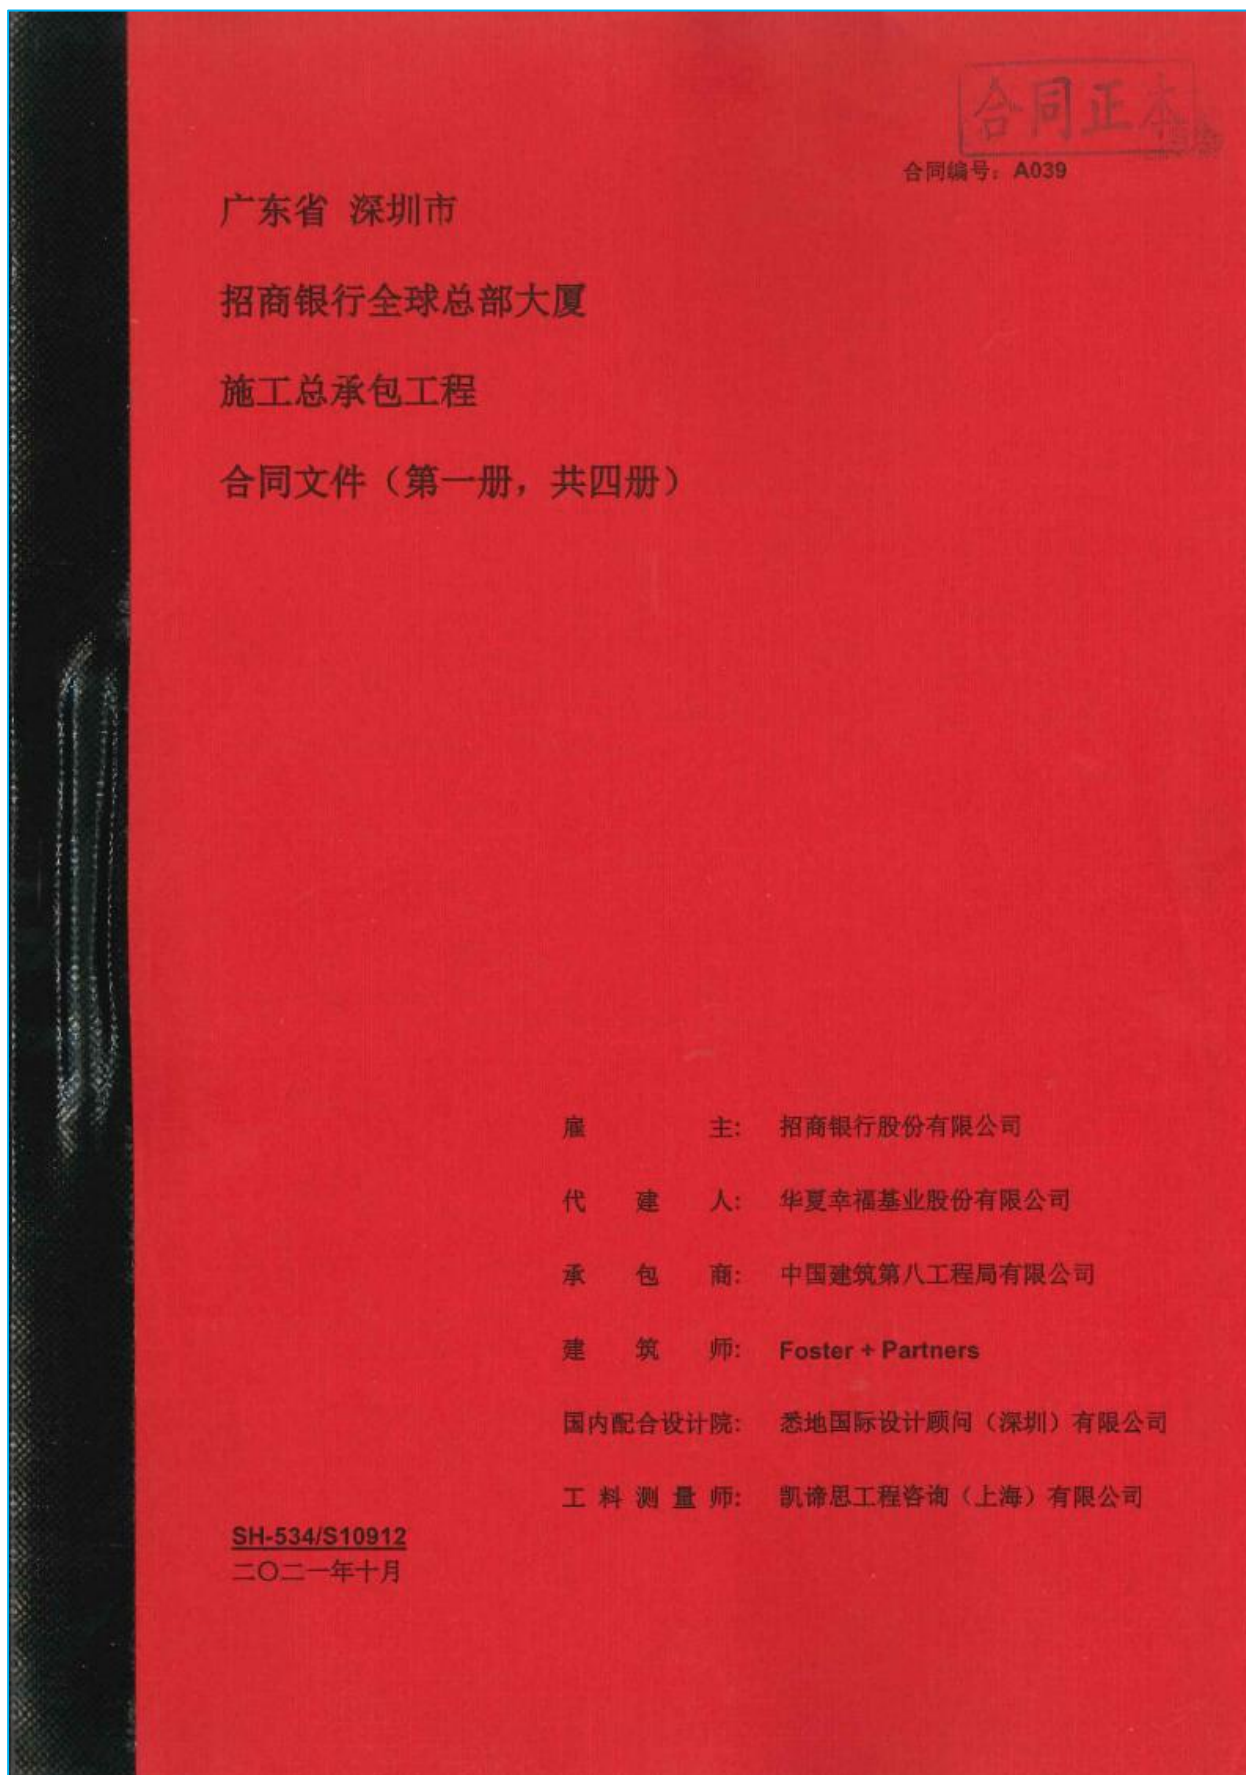 合同正本
合同编号：A039
广东省 深圳市
招商银行全球总部大厦
施工总承包工程
合同文件（第一册，共四册）
雇主： 招商银行股份有限公司
代建人： 华夏幸福基业股份有限公司
承包商： 中国建筑第八工程局有限公司
建筑师： Foster + Partners
国内配合设计院： 悉地国际设计顾问（深圳）有限公司
工料测量师： 凯谛思工程咨询（上海）有限公司
SH-534/S10912
二〇二一年十月